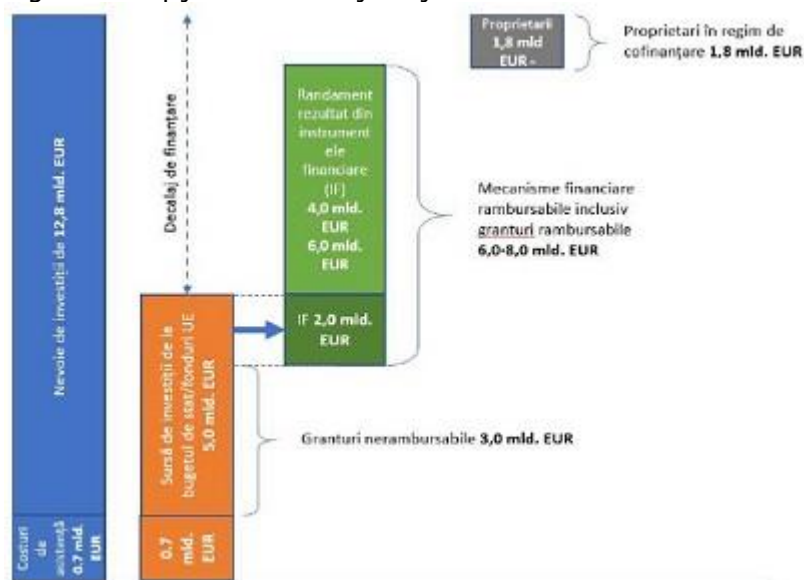 Nevoie de investiții de 12,8 mld. EUR
Costuri
de
asistență
0.7 mld.
EUR
Decalaj de finanțare
Sursă de investiții de la
bugetul de stat/fonduri UE
5,0 mld. EUR
0.7
mld.
EUR
Randament
rezultat din
instrument
ele
financiare
(IF)
4,0 mld.
EUR
6,0 mld.
EUR
IF 2,0 mld.
EUR
Proprietarii
1,8 mld
EUR -
Proprietari în regim de
cofinanțare 1,8 mld. EUR
Mecanisme financiare
rambursabile inclusiv
granturi rambursabile
6,0-8,0 mld. EUR
Granturi nerambursabile 3,0 mld. EUR